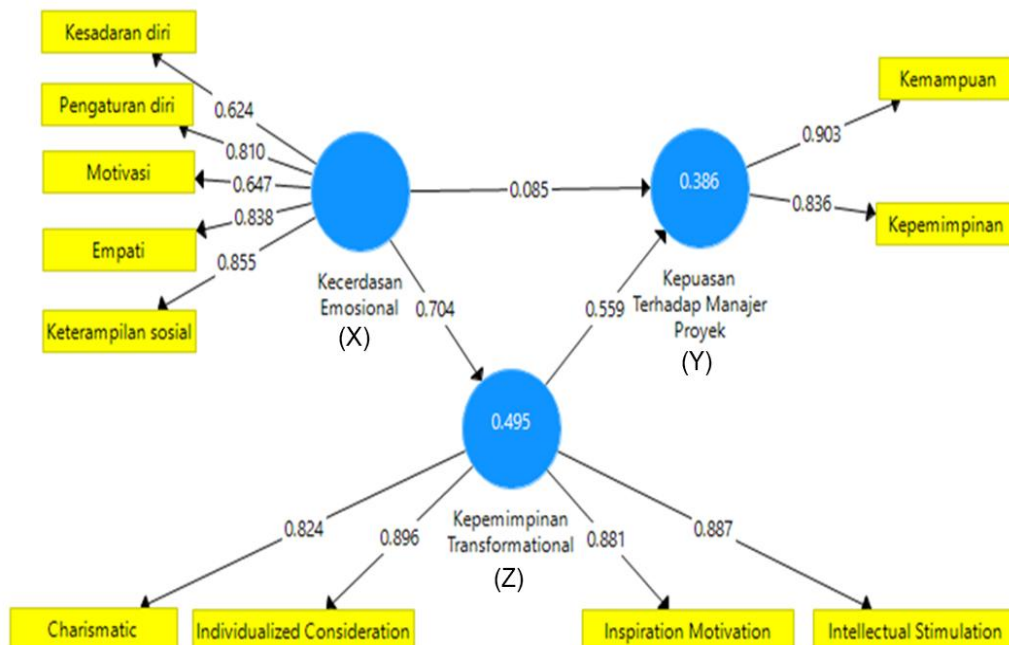 Kesadaran diri
Pengaturan diri
Motivasi
Empati
Keterampilan sosial
0.624
0.810
0.647
0.838
0.855
Kecerdasan
Emosional
(X)
0.085
0.704
0.386
Kepuasan
Terhadap Manajer
Proyek
(Y)
0.559
0.903
0.836
Kemampuan
Kepemimpinan
0.495
Kepemimpinan
Transformational
(Z)
0.824
0.896
0.881
0.887
Charismatic
Individualized Consideration
Inspiration Motivation
Intellectual Stimulation